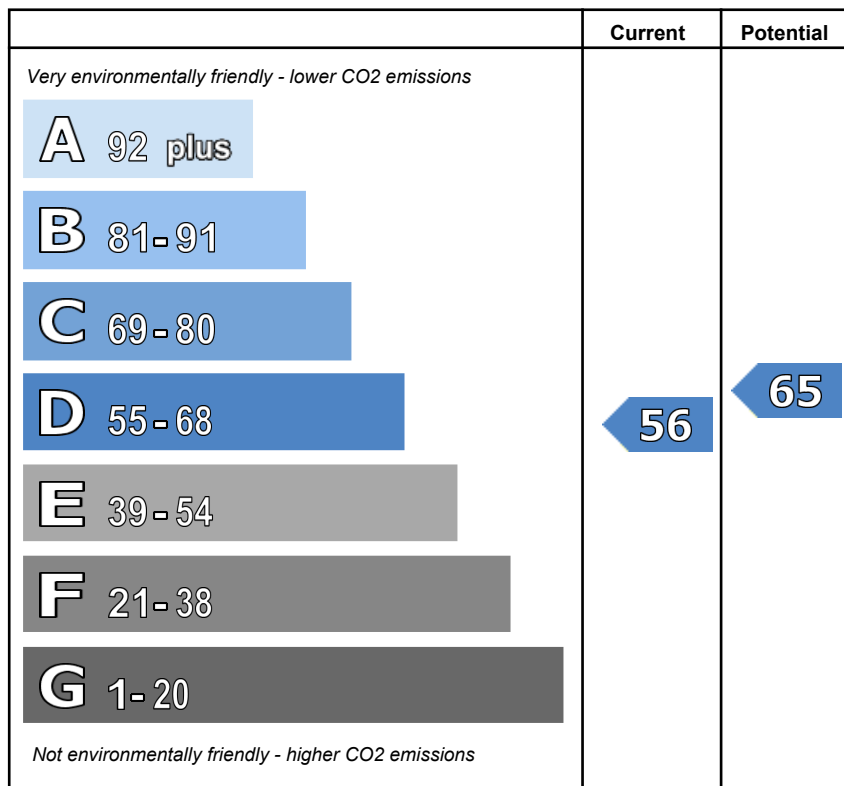 Current Potential
Very environmentally friendly - lower CO2 emissions
A 92 plus
B 81-91
C 69-80
D 55-68
56
65
E 39-54
F 21-38
G 1-20
Not environmentally friendly - higher CO2 emissions